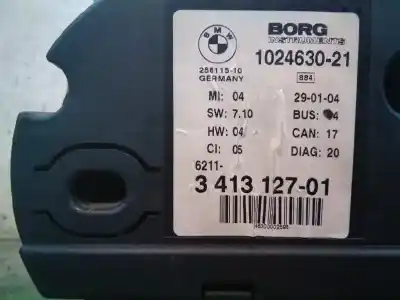 BMW
BORG
INSTRUMENTS
1024630-21
256115-10
GERMANY
884
MI: 04 29-01-04
SW: 7.10 BUS:
HW: 04 CAN: 17
CI: 05 DIAG: 20
6211-
3 413 127-01